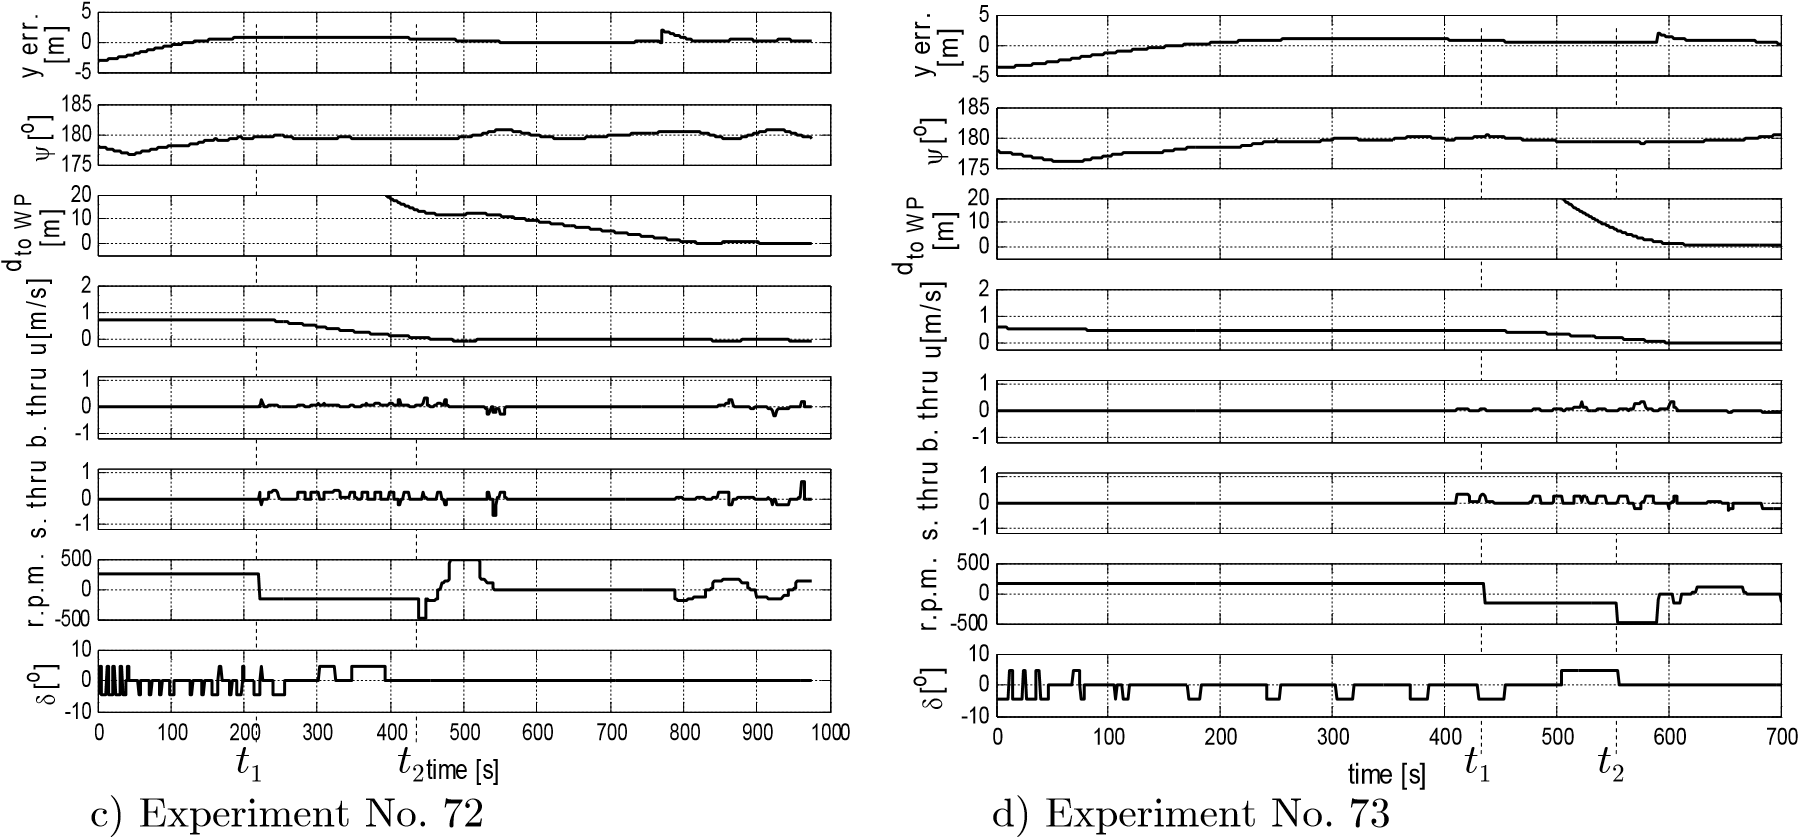 y err.
[m]
5
0
-5
ψ [º]
185
180
175
d to WP
[m]
20
10
0
u[m/s]
2
1
0
b. thru
1
0
-1
s. thru
1
0
-1
r.p.m.
500
0
-500
δ[º]
10
0
-10
0 100 200 300 400 500 600 700 800 900 1000
t1 t2 time [s]
c) Experiment No. 72
y err.
[m]
5
0
-5
ψ [º]
185
180
175
d to WP
[m]
20
10
0
u[m/s]
2
1
0
b. thru
1
0
-1
s. thru
1
0
-1
r.p.m.
500
0
-500
δ[º]
10
0
-10
0 100 200 300 400 500 600 700
time [s] t1 t2
d) Experiment No. 73